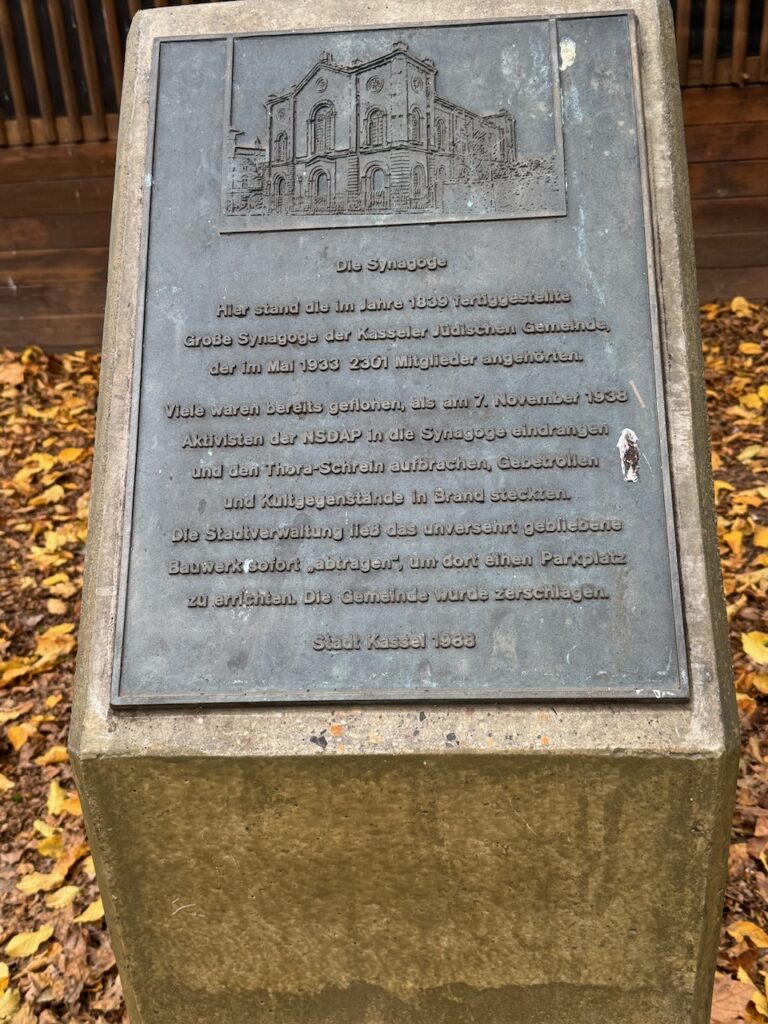 Die Synagoge
Hier stand die im Jahre 1839 fertiggestellte
Große Synagoge der Kasseler Jüdischen Gemeinde,
der im Mai 1933 2301 Mitglieder angehörten.
Viele waren bereits geflohen, als am 7. November 1938
Aktivisten der NSDAP in die Synagoge eindrangen
und den Thora-Schrein aufbrachen, Gebetrollen
und Kultgegenstände in Brand steckten.
Die Stadtverwaltung ließ das unversehrt gebliebene
Bauwerk sofort „abtragen“, um dort einen Parkplatz
zu errichten. Die Gemeinde wurde zerschlagen.
Stadt Kassel 1988